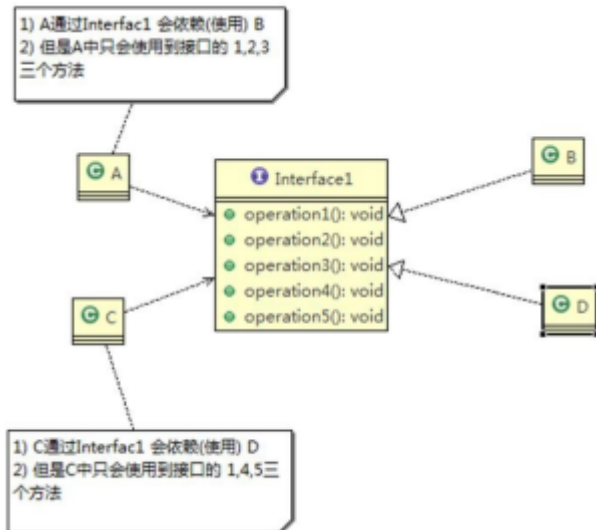 1) A通过Interfac1 会依赖(使用) B
2) 但是A中只会使用到接口的 1,2,3
三个方法
C A
I Interface1
operation1(): void
operation2(): void
operation3(): void
operation4(): void
operation5(): void
C B
C C
C D
1) C通过Interfac1 会依赖(使用) D
2) 但是C中只会使用到接口的 1,4,5三
个方法